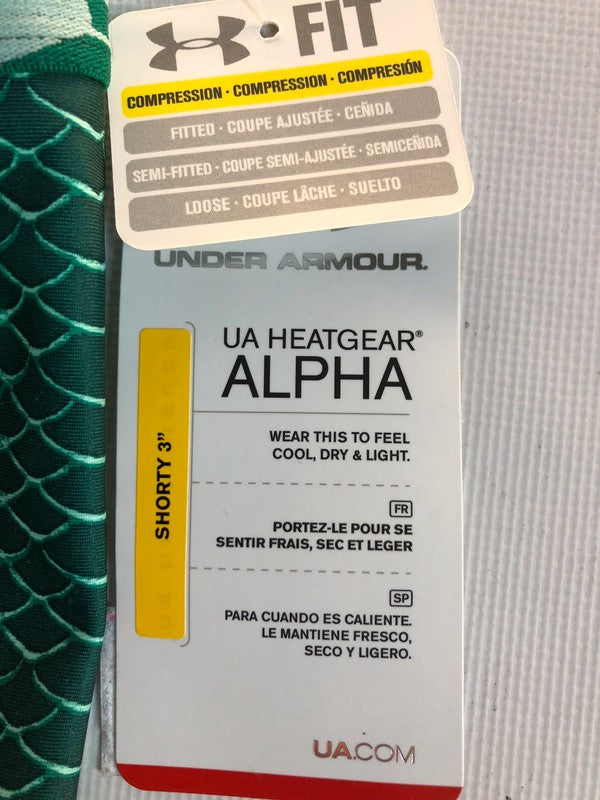 FIT
COMPRESSION · COMPRESSION · COMPRESIÓN
FITTED · COUPE AJUSTÉE · CEÑIDA
SEMI-FITTED · COUPE SEMI-AJUSTÉE · SEMICEÑIDA
LOOSE · COUPE LÂCHE · SUELTO
UNDER ARMOUR.
UA HEATGEAR®
ALPHA
SHORTY 3”
WEAR THIS TO FEEL
COOL, DRY & LIGHT.
FR
PORTEZ-LE POUR SE
SENTIR FRAIS, SEC ET LEGER
SP
PARA CUANDO ES CALIENTE.
LE MANTIENE FRESCO,
SECO Y LIGERO.
UA.COM